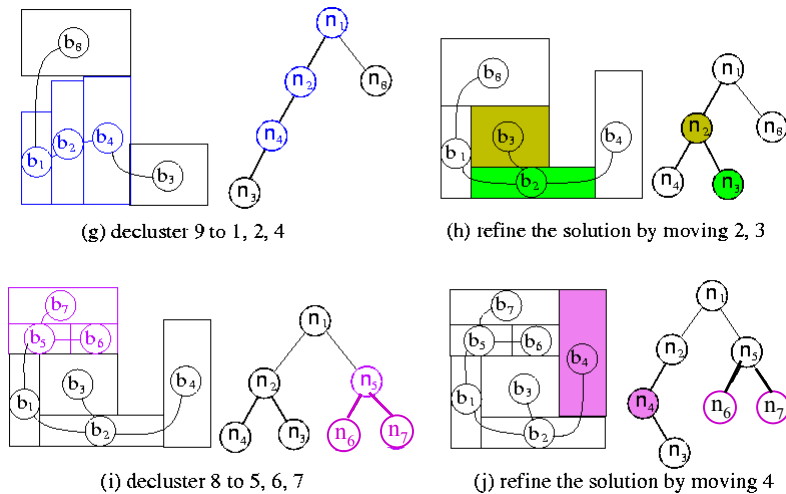 b8
n1
n2
n8
n4
n3
b1
b2
b4
b3
(g) decluster 9 to 1, 2, 4
b8
b3
b4
b1
b2
n1
n2
n8
n4
n3
(h) refine the solution by moving 2, 3
b7
b5
b6
b3
b4
b1
b2
n1
n2
n5
n4
n3
n6
n7
(i) decluster 8 to 5, 6, 7
b7
b5
b6
b4
b3
b1
b2
n1
n2
n5
n4
n6
n7
n3
(j) refine the solution by moving 4